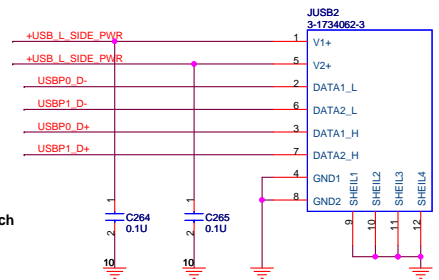 JUSB2
3-1734062-3
+USB_L_SIDE_PWR 1 V1+
+USB_L_SIDE_PWR 5 V2+
USBP0_D- 2 DATA1_L
USBP1_D- 6 DATA2_L
USBP0_D+ 3 DATA1_H
USBP1_D+ 7 DATA2_H
4 GND1
8 GND2
SHEIL1 SHEIL2 SHEIL3 SHEIL4
9 10 11 12
ch
1 C264 0.1U 2
1 C265 0.1U 2
10 10